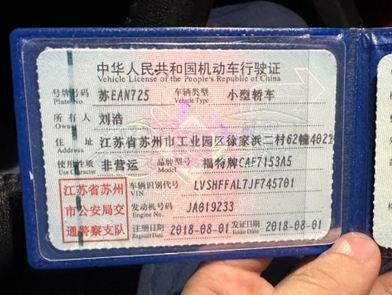 中华人民共和国机动车行驶证
Vehicle License of the People's Republic of China
号牌号码 苏EAN725 车辆类型 小型轿车
Plate No. Vehicle Type
所有人 刘浩
Owner
住址 江苏省苏州市工业园区徐家浜二村62幢402室
Address
使用性质 非营运 品牌型号 福特牌CAF7153A5
Use Character Model
江苏省苏州 车辆识别代号 LVSHFFAL7JF745701
VIN
市公安局交 发动机号码 JA019233
Engine No.
通警察支队 注册日期 2018-08-01 发证日期 2018-08-01
Register Date Issue Date